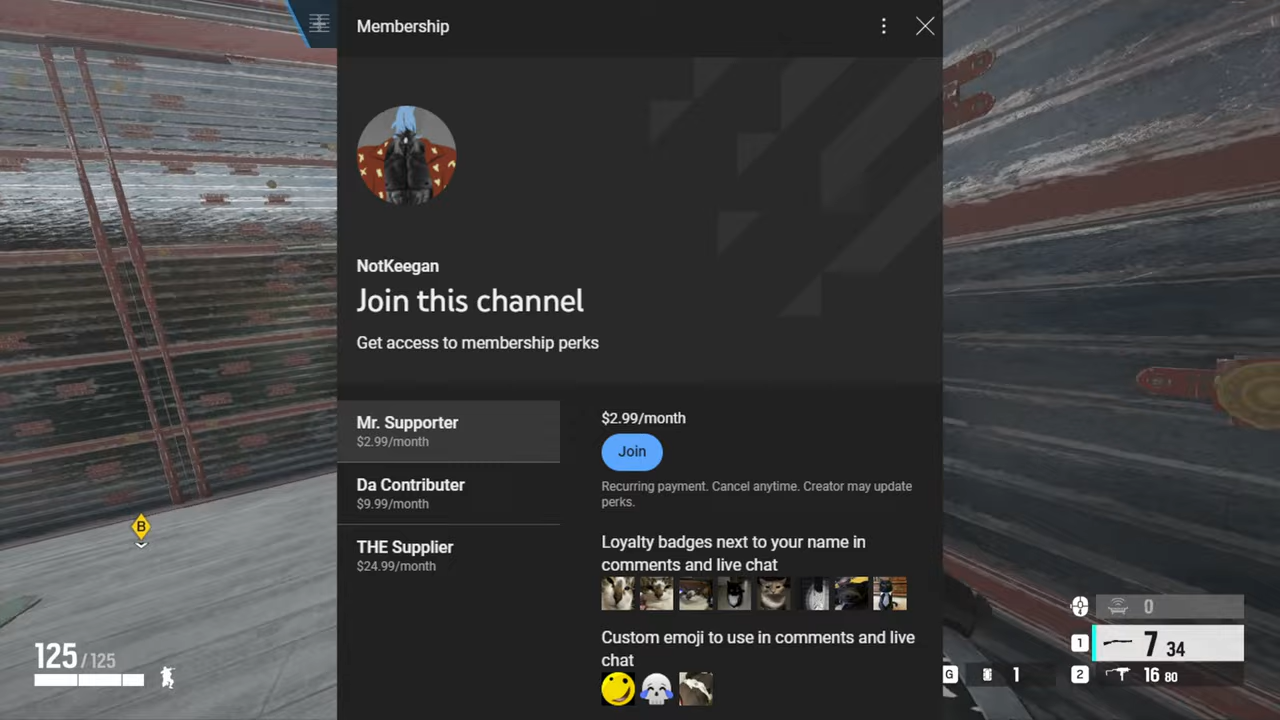 Membership
NotKeegan
Join this channel
Get access to membership perks
Mr. Supporter
$2.99/month
Da Contributer
$9.99/month
THE Supplier
$24.99/month
$2.99/month
Join
Recurring payment. Cancel anytime. Creator may update
perks.
Loyalty badges next to your name in
comments and live chat
Custom emoji to use in comments and live
chat
B
125/125
0
1 7 34
G 1
2 16 80